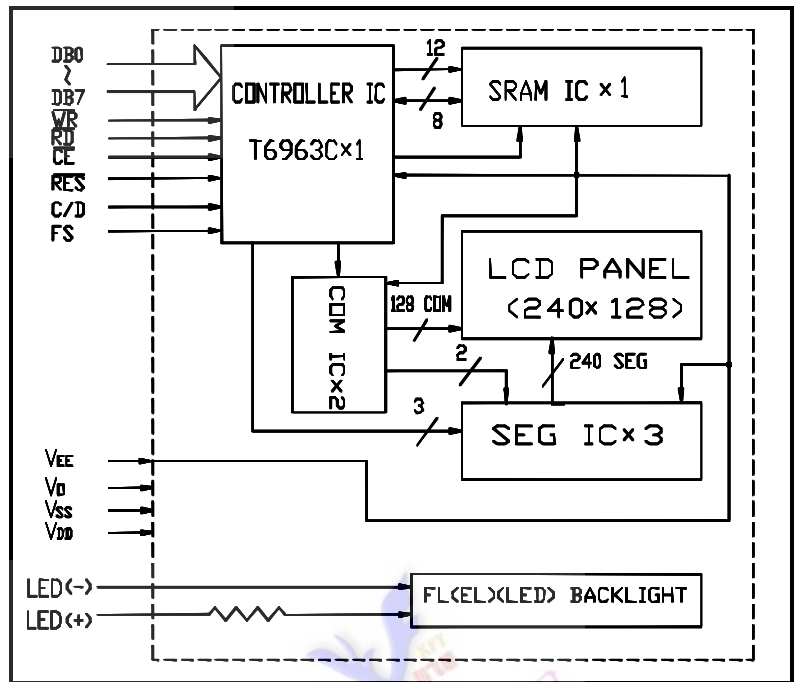 DB0
~
DB7
WR
RD
CE
RES
C/D
FS
CONTROLLER IC
T6963C×1
12
8
SRAM IC × 1
LCD PANEL
(240× 128)
COM IC×2
128 COM
2
240 SEG
3
SEG IC× 3
VEE
V0
VSS
VDD
LED(-)
LED(+)
FL(EL)(LED) BACKLIGHT